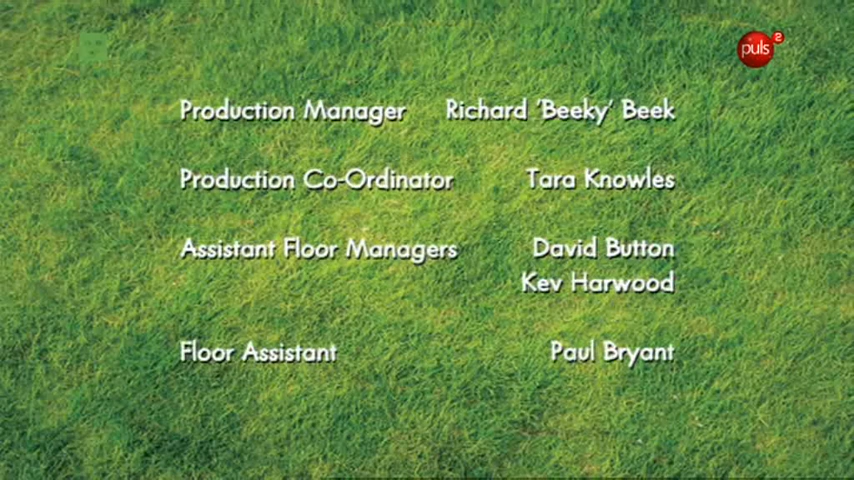 puls 2
Production Manager Richard 'Beeky' Beek
Production Co-Ordinator Tara Knowles
Assistant Floor Managers David Button
Kev Harwood
Floor Assistant Paul Bryant